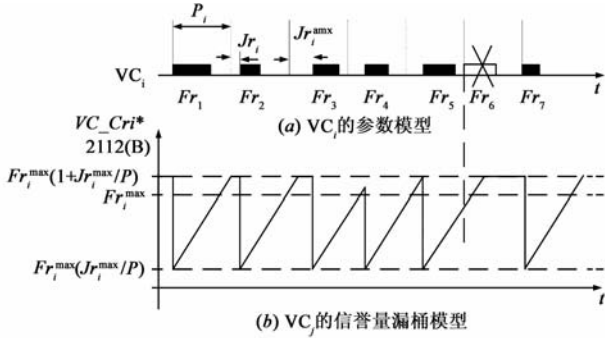 P_i
Jr_i
Jr_i^amx
VC_i
t
Fr_1 Fr_2 Fr_3 Fr_4 Fr_5 Fr_6 Fr_7
(a) VC_i的参数模型
VC_Cri*
2112(B)
Fr_i^max(1+Jr_i^max/P)
Fr_i^max
Fr_i^max(Jr_i^max/P)
t
(b) VC_j的信誉量漏桶模型